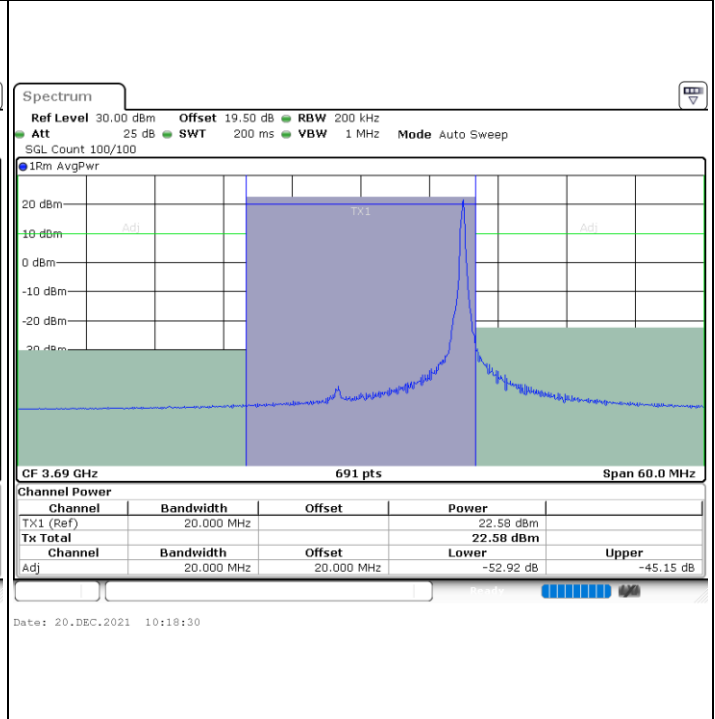 Spectrum
Ref Level 30.00 dBm Offset 19.50 dB RBW 200 kHz
Att 25 dB SWT 200 ms VBW 1 MHz Mode Auto Sweep
SGL Count 100/100
1Rm AvgPwr
20 dBm
TX1
Adj
Adj
10 dBm
0 dBm
-10 dBm
-20 dBm
-30 dBm
CF 3.69 GHz 691 pts Span 60.0 MHz
Channel Power
Channel Bandwidth Offset Power
TX1 (Ref) 20.000 MHz 22.58 dBm
Tx Total 22.58 dBm
Channel Bandwidth Offset Lower Upper
Adj 20.000 MHz 20.000 MHz -52.92 dB -45.15 dB
Ready
Date: 20.DEC.2021 10:18:30